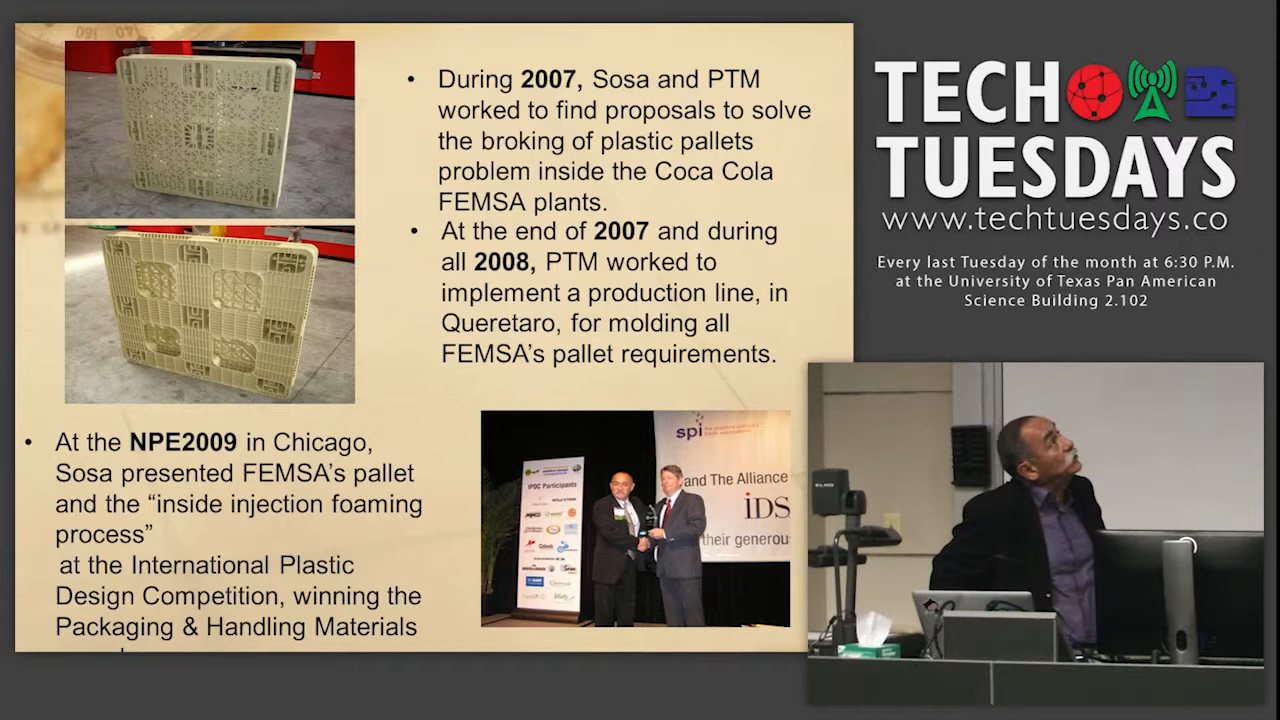 • During 2007, Sosa and PTM
worked to find proposals to solve
the broking of plastic pallets
problem inside the Coca Cola
FEMSA plants.
• At the end of 2007 and during
all 2008, PTM worked to
implement a production line, in
Queretaro, for molding all
FEMSA's pallet requirements.
• At the NPE2009 in Chicago,
Sosa presented FEMSA's pallet
and the “inside injection foaming
process”
at the International Plastic
Design Competition, winning the
Packaging & Handling Materials
spi
and The Alliance
iDS
their generou
IPDC Participants
TECH
TUESDAYS
www.techtuesdays.co
Every last Tuesday of the month at 6:30 P.M.
at the University of Texas Pan American
Science Building 2.102